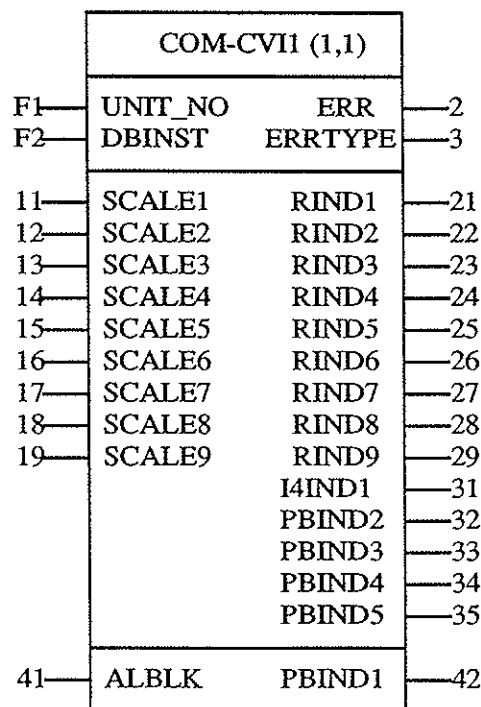 COM-CVI1 (1,1)
F1 UNIT_NO ERR 2
F2 DBINST ERRTYPE 3
11 SCALE1 RIND1 21
12 SCALE2 RIND2 22
13 SCALE3 RIND3 23
14 SCALE4 RIND4 24
15 SCALE5 RIND5 25
16 SCALE6 RIND6 26
17 SCALE7 RIND7 27
18 SCALE8 RIND8 28
19 SCALE9 RIND9 29
I4IND1 31
PBIND2 32
PBIND3 33
PBIND4 34
PBIND5 35
41 ALBLK PBIND1 42